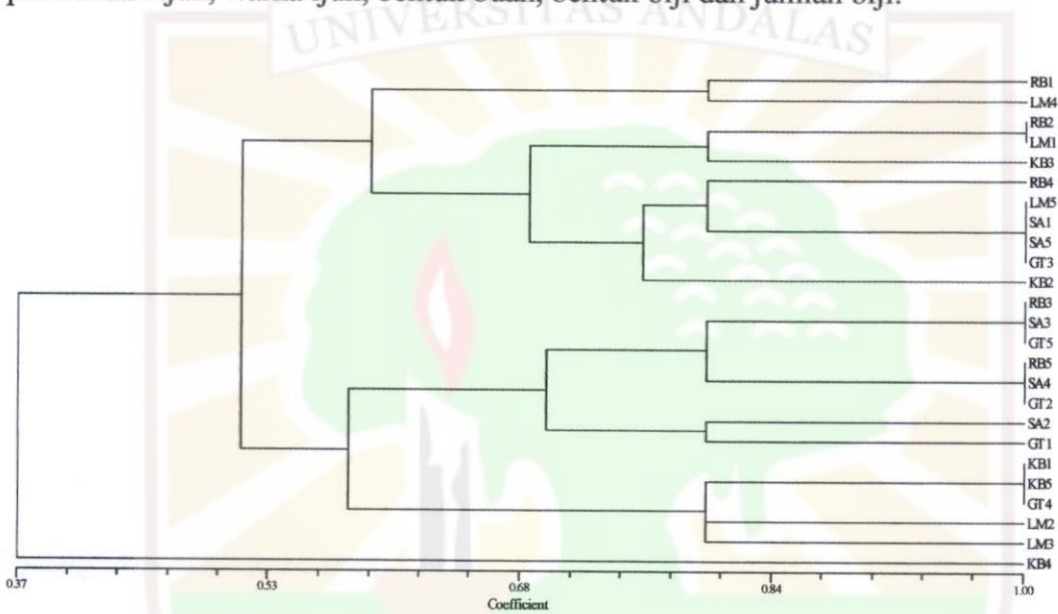 UNIVERSITAS ANDALAS
RB1
LM4
RB2
LM1
KB3
RB4
LM5
SA1
SA5
GT3
KB2
RB3
SA3
GT5
RB5
SA4
GT2
SA2
GT1
KB1
KB5
GT4
LM2
LM3
KB4
0.37 0.53 0.68 0.84 1.00
Coefficient